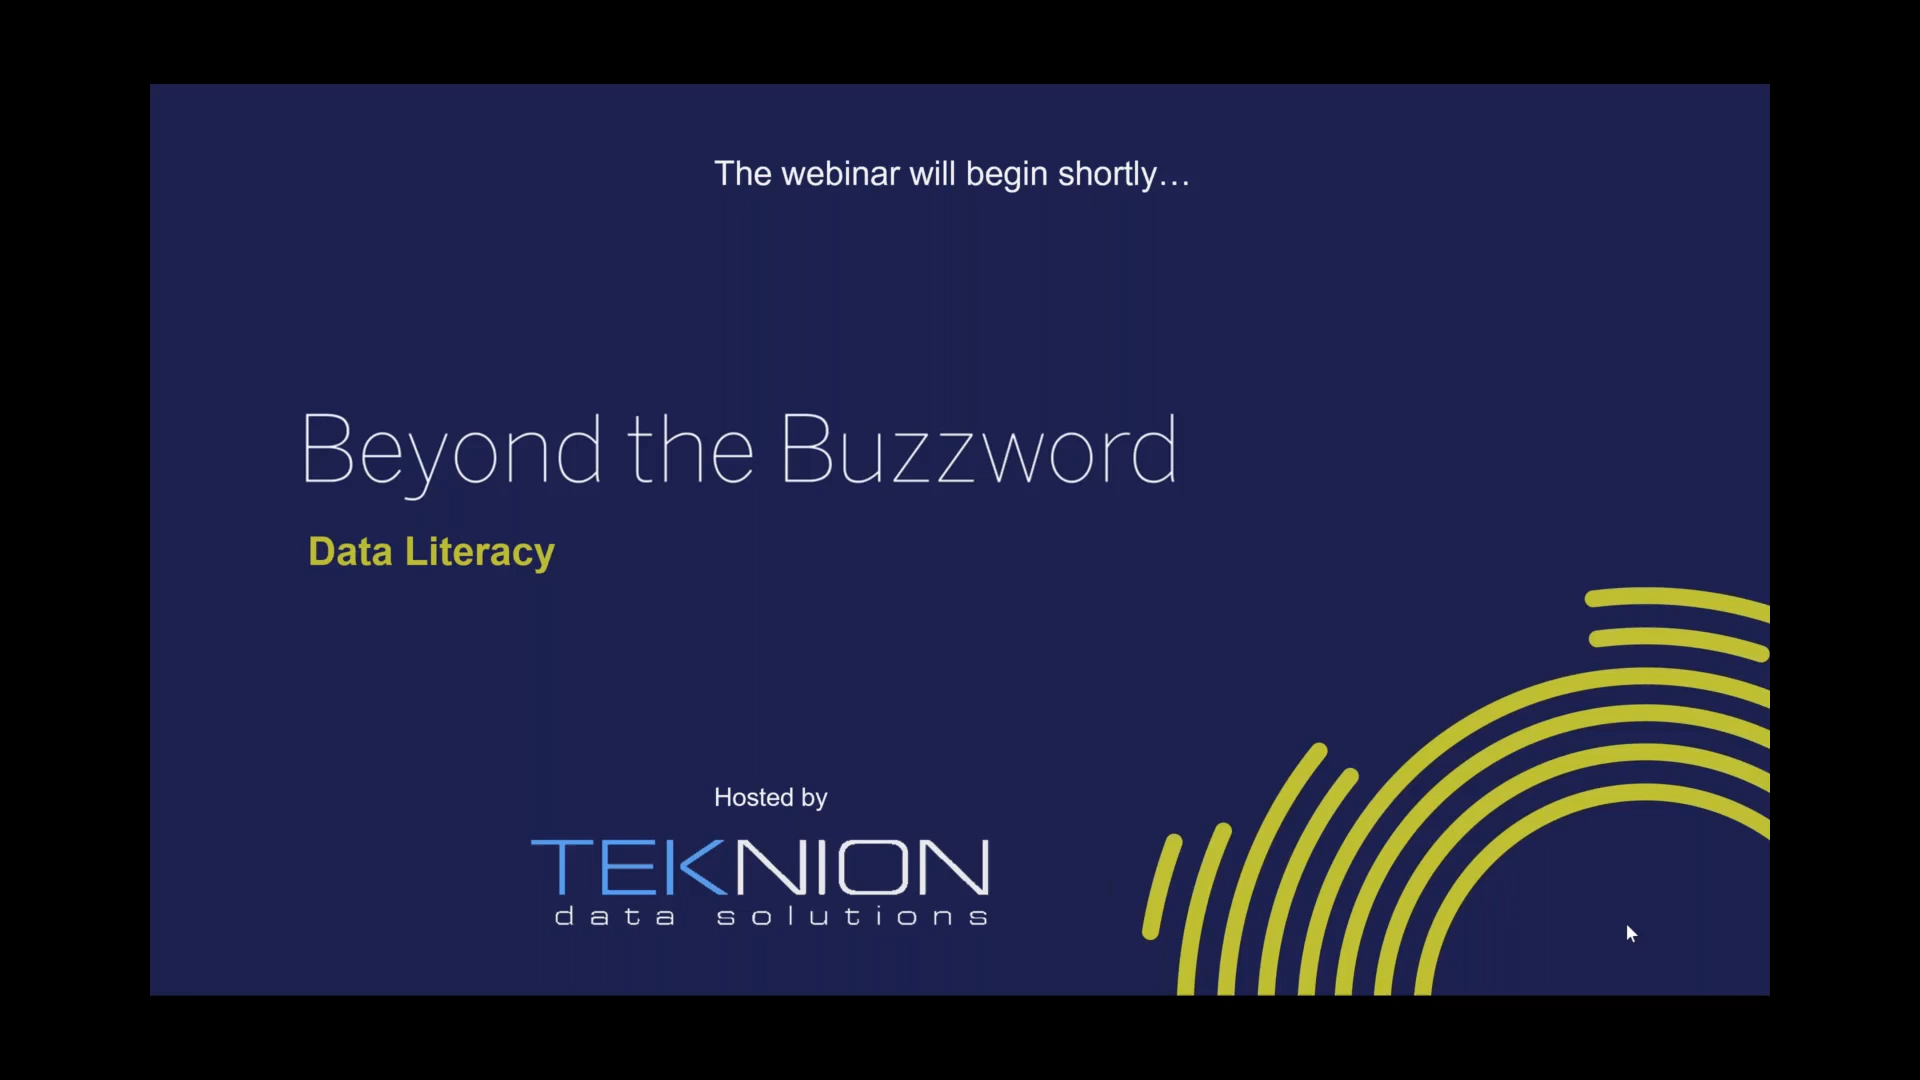 The webinar will begin shortly…
Beyond the Buzzword
Data Literacy
Hosted by
TEKNION
data solutions